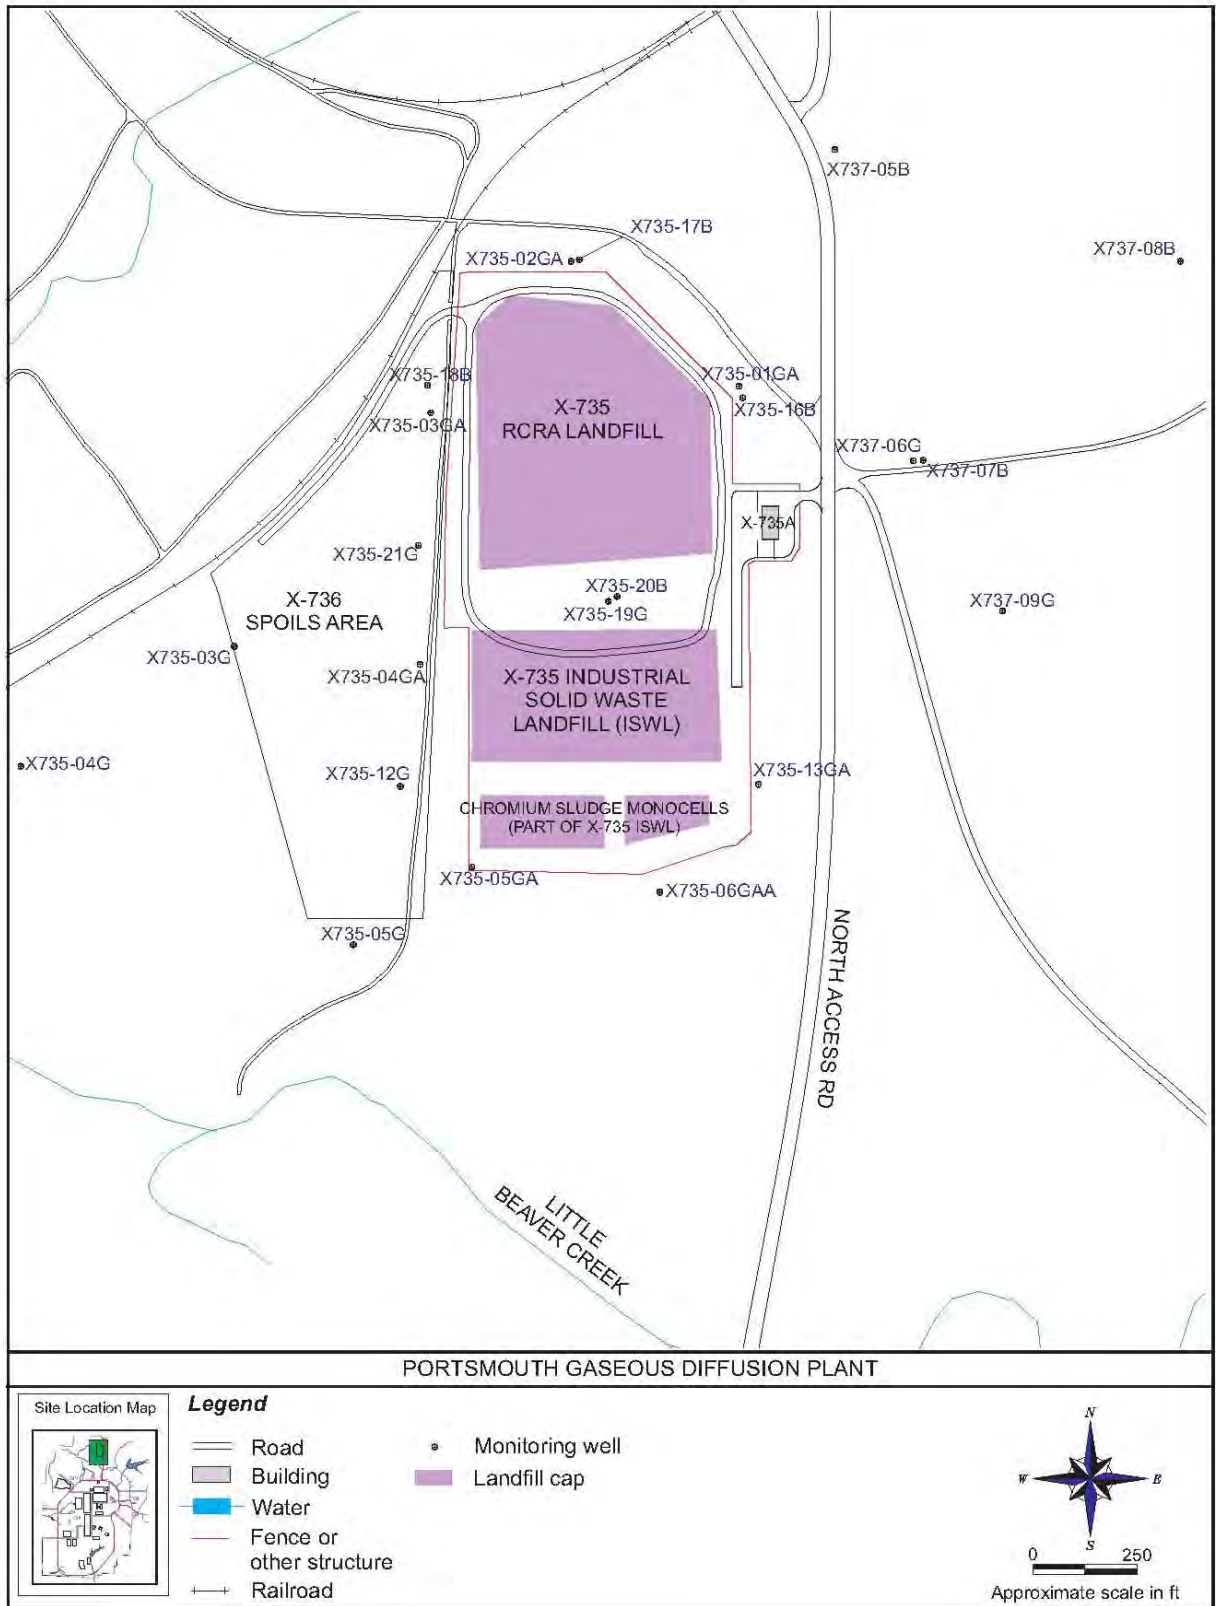 X737-05B
X735-17B
X735-02GA
X737-08B
X735-18B
X735-01GA
X-735
RCRA LANDFILL
X735-16B
X735-03GA
X737-06G
X737-07B
X-735A
X735-21G
X735-20B
X-736
SPOILS AREA
X735-19G
X737-09G
X735-03G
X735-04GA
X-735 INDUSTRIAL
SOLID WASTE
LANDFILL (ISWL)
X735-04G
X735-12G
X735-13GA
CHROMIUM SLUDGE MONOCELLS
(PART OF X-735 ISWL)
X735-05GA
X735-06GAA
X735-05G
NORTH ACCESS RD
LITTLE
BEAVER CREEK
PORTSMOUTH GASEOUS DIFFUSION PLANT
Site Location Map
Legend
Road
Building
Water
Fence or
other structure
Railroad
Monitoring well
Landfill cap
N
W E
S
0 250
Approximate scale in ft